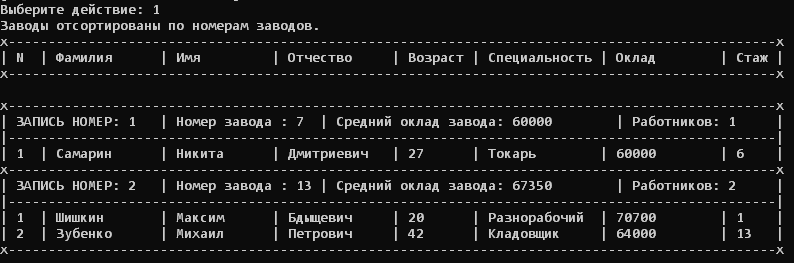 Выберите действие: 1
Заводы отсортированы по номерам заводов.
x-----------------------------------------------------------------------------------------------x
| N  | Фамилия      | Имя         | Отчество     | Возраст | Специальность | Оклад        | Стаж |
x-----------------------------------------------------------------------------------------------x
x-----------------------------------------------------------------------------------------------x
| ЗАПИСЬ НОМЕР: 1   | Номер завода : 7  | Средний оклад завода: 60000        | Работников: 1     |
|-----------------------------------------------------------------------------------------------|
| 1  | Самарин      | Никита      | Дмитриевич   | 27      | Токарь        | 60000        | 6    |
x-----------------------------------------------------------------------------------------------x
| ЗАПИСЬ НОМЕР: 2   | Номер завода : 13 | Средний оклад завода: 67350        | Работников: 2     |
|-----------------------------------------------------------------------------------------------|
| 1  | Шишкин       | Максим      | Бдыщевич     | 20      | Разнорабочий  | 70700        | 1    |
| 2  | Зубенко      | Михаил      | Петрович     | 42      | Кладовщик     | 64000        | 13   |
x-----------------------------------------------------------------------------------------------x